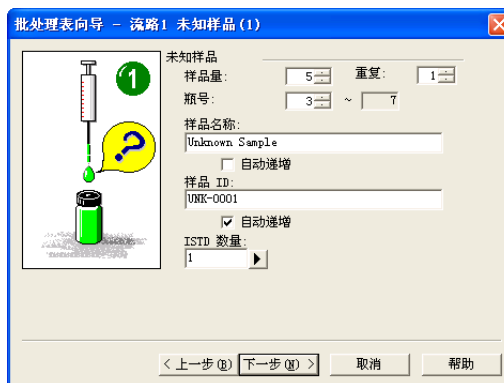 批处理表向导 - 流路1 未知样品(1)
1
?
未知样品
样品量: 5 重复: 1
瓶号: 3 ~ 7
样品名称:
Unknown Sample
自动递增
样品 ID:
UNK-0001
自动递增
ISTD 数量:
1
< 上一步(B) 下一步(N) > 取消 帮助